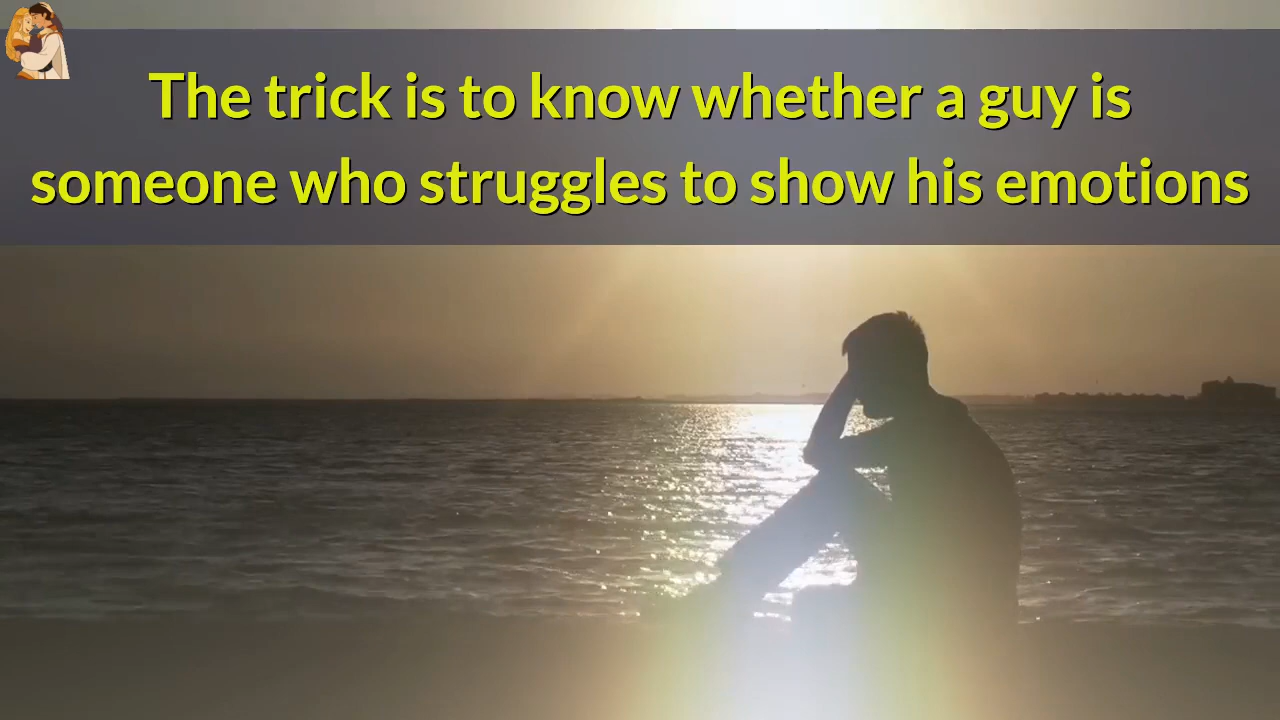 The trick is to know whether a guy is
someone who struggles to show his emotions